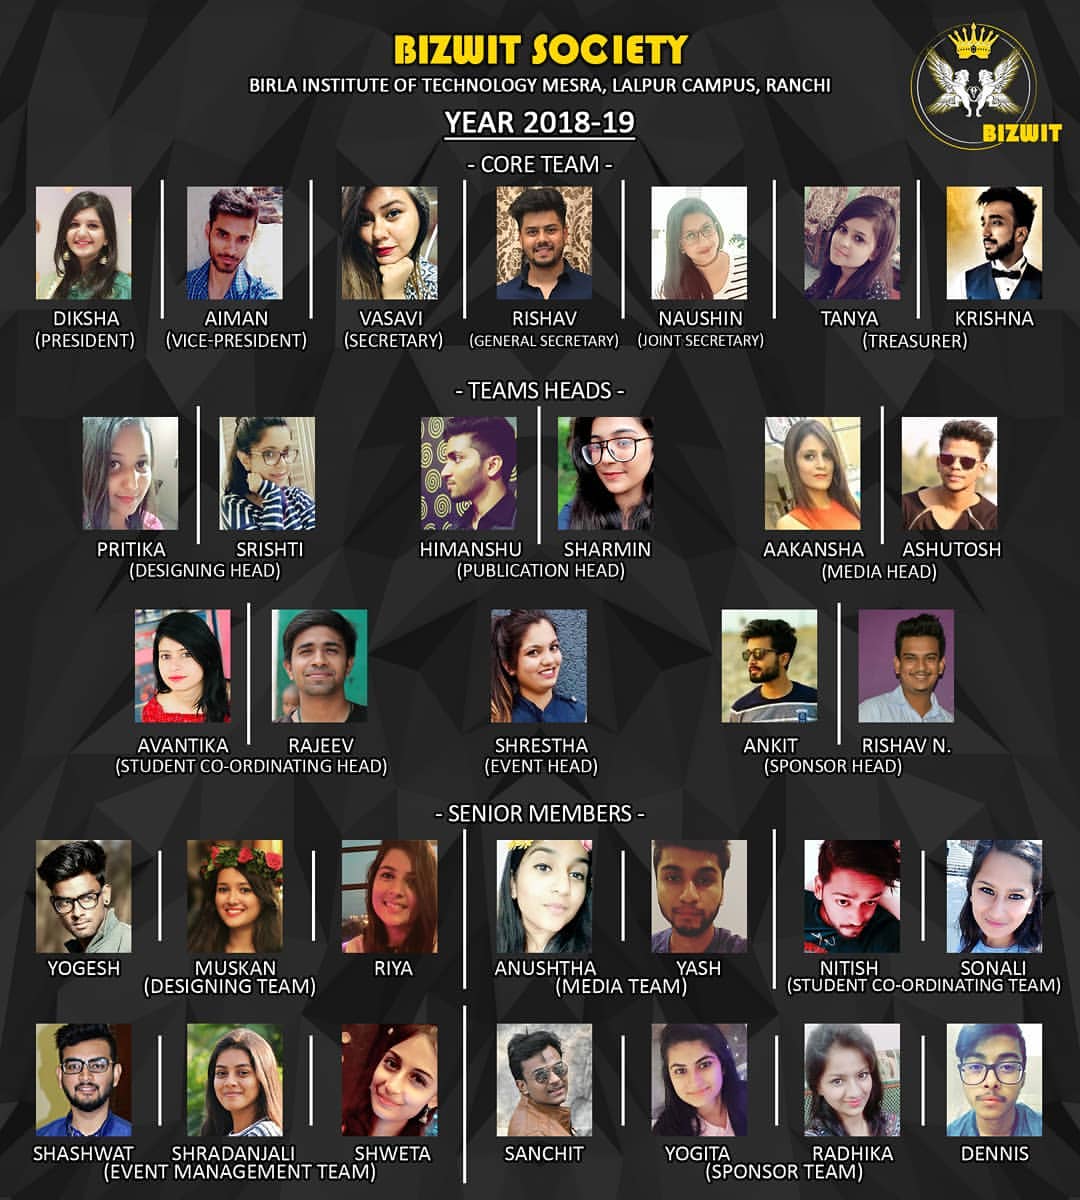 BIZWIT SOCIETY
BIRLA INSTITUTE OF TECHNOLOGY MESRA, LALPUR CAMPUS, RANCHI
BIZWIT
YEAR 2018-19
- CORE TEAM -
DIKSHA AIMAN VASAVI RISHAV NAUSHIN TANYA KRISHNA
(PRESIDENT) (VICE-PRESIDENT) (SECRETARY) (GENERAL SECRETARY) (JOINT SECRETARY) (TREASURER)
- TEAMS HEADS -
PRITIKA SRISHTI HIMANSHU SHARMIN AAKANSHA ASHUTOSH
(DESIGNING HEAD) (PUBLICATION HEAD) (MEDIA HEAD)
AVANTIKA RAJEEV SHRESTHA ANKIT RISHAV N.
(STUDENT CO-ORDINATING HEAD) (EVENT HEAD) (SPONSOR HEAD)
- SENIOR MEMBERS -
YOGESH MUSKAN RIYA ANUSHTHA YASH NITISH SONALI
(DESIGNING TEAM) (MEDIA TEAM) (STUDENT CO-ORDINATING TEAM)
SHASHWAT SHRADANJALI SHWETA SANCHIT YOGITA RADHIKA DENNIS
(EVENT MANAGEMENT TEAM) (SPONSOR TEAM)